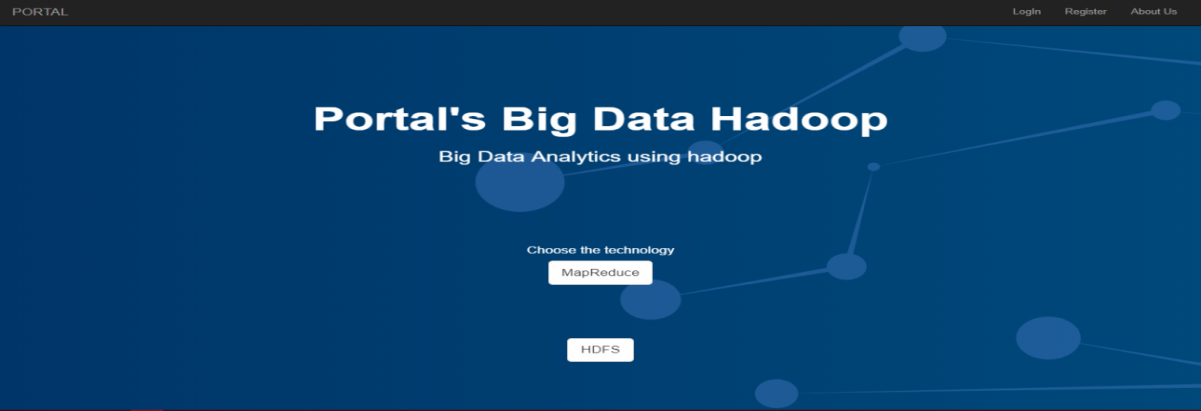 PORTAL LogIn Register About Us
Portal's Big Data Hadoop
Big Data Analytics using hadoop
Choose the technology
MapReduce
HDFS